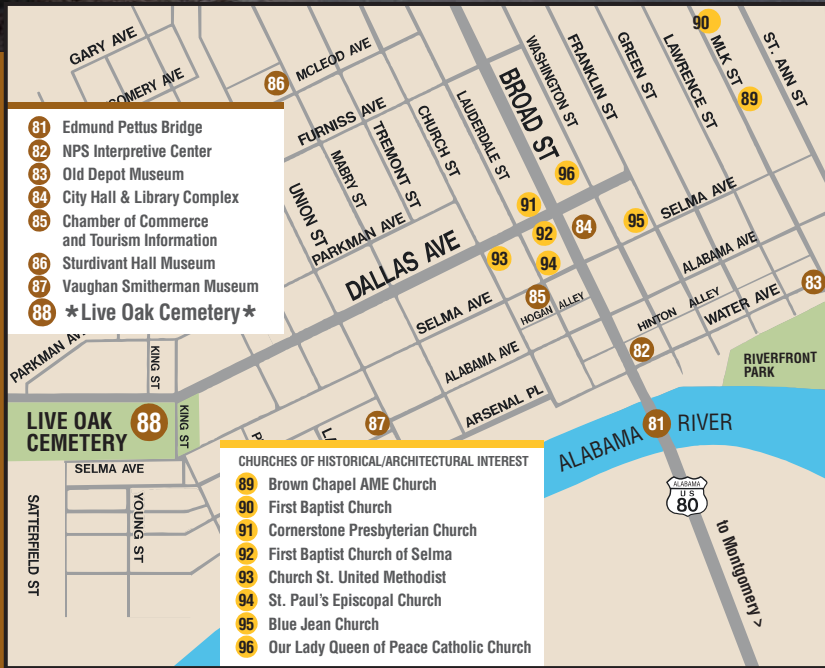 GARY AVE
MCLEOD AVE
86
90
MLK ST
ST. ANN ST
WASHINGTON ST
FRANKLIN ST
GREEN ST
LAWRENCE ST
89
OMERY AVE
BROAD ST
FURNISS AVE
CHURCH ST
LAUDERDALE ST
TREMONT ST
MABRY ST
UNION ST
96
81 Edmund Pettus Bridge
82 NPS Interpretive Center
83 Old Depot Museum
84 City Hall & Library Complex
85 Chamber of Commerce
and Tourism Information
86 Sturdivant Hall Museum
87 Vaughan Smitherman Museum
88 *Live Oak Cemetery*
PARKMAN AVE
DALLAS AVE
91
92
84
95
SELMA AVE
93
94
ALABAMA AVE
85
HOGAN ALLEY
SELMA AVE
HINTON ALLEY
WATER AVE
83
82
ALABAMA AVE
ARSENAL PL
RIVERFRONT
PARK
PARKMAN AV
KING ST
LIVE OAK
CEMETERY
88
KING ST
87
LA
ALABAMA RIVER
81
SELMA AVE
SATTERFIELD ST
YOUNG ST
CHURCHES OF HISTORICAL/ARCHITECTURAL INTEREST
89 Brown Chapel AME Church
90 First Baptist Church
91 Cornerstone Presbyterian Church
92 First Baptist Church of Selma
93 Church St. United Methodist
94 St. Paul's Episcopal Church
95 Blue Jean Church
96 Our Lady Queen of Peace Catholic Church
ALABAMA
US
80
to Montgomery >